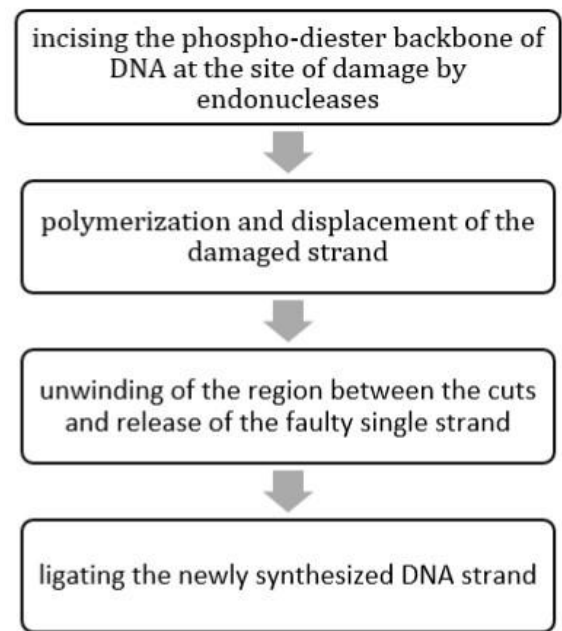 incising the phospho-diester backbone of
DNA at the site of damage by
endonucleases
polymerization and displacement of the
damaged strand
unwinding of the region between the cuts
and release of the faulty single strand
ligating the newly synthesized DNA strand